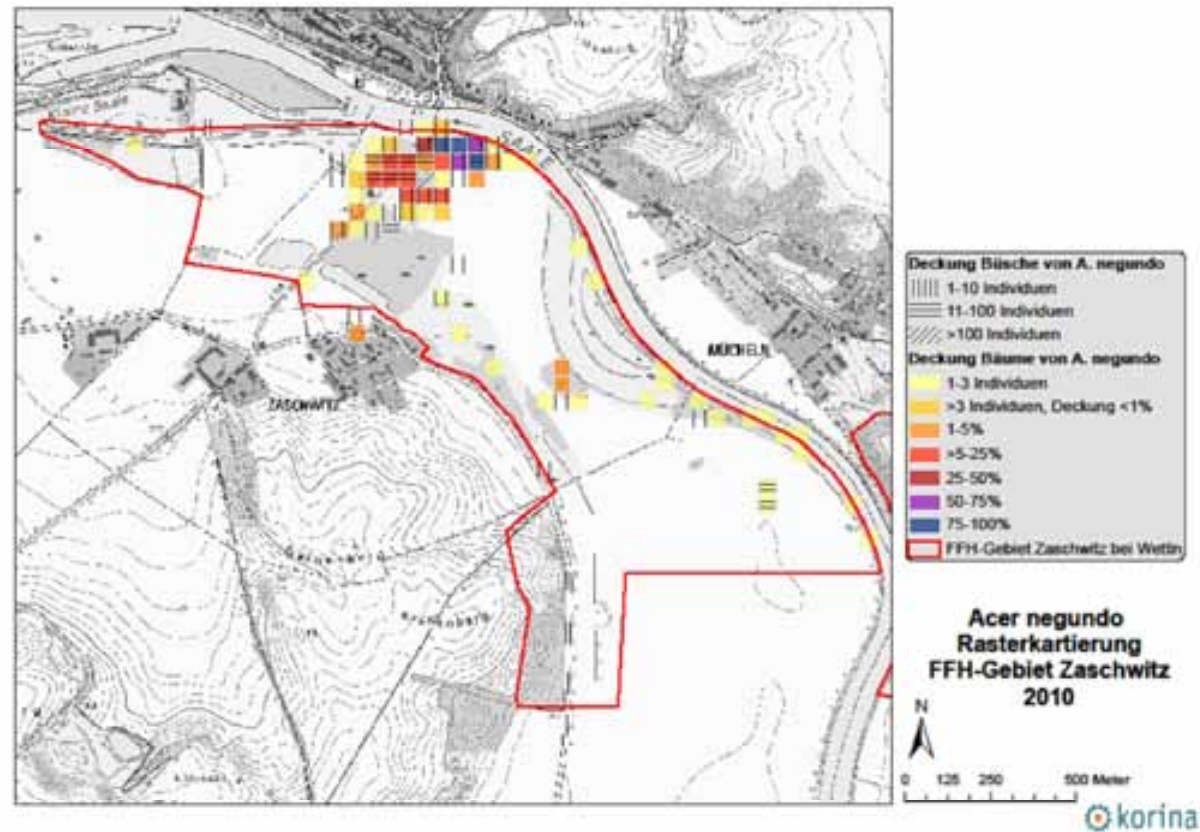 SAALE
MÜCHELN
ZASCHWITZ
Deckung Büsche von A. negundo
1-10 Individuen
11-100 Individuen
>100 Individuen
Deckung Bäume von A. negundo
1-3 Individuen
>3 Individuen, Deckung <1%
1-5%
>5-25%
25-50%
50-75%
75-100%
FFH-Gebiet Zaschwitz bei Wettin
Acer negundo
Rasterkartierung
FFH-Gebiet Zaschwitz
2010
N
0 125 250 500 Meter
korina